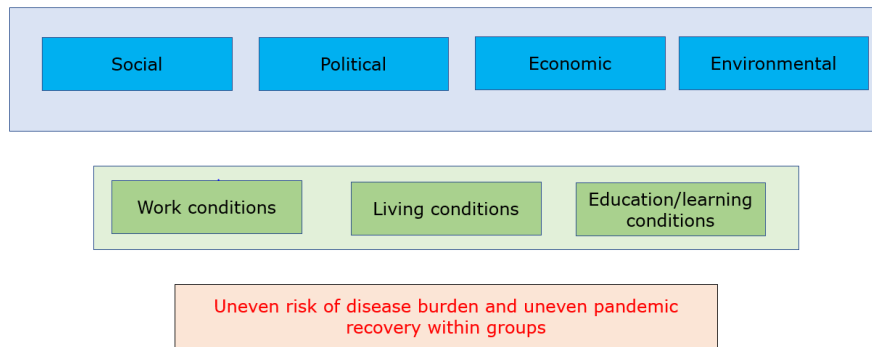 Social
Political
Economic
Environmental
Work conditions
Living conditions
Education/learning
conditions
Uneven risk of disease burden and uneven pandemic
recovery within groups